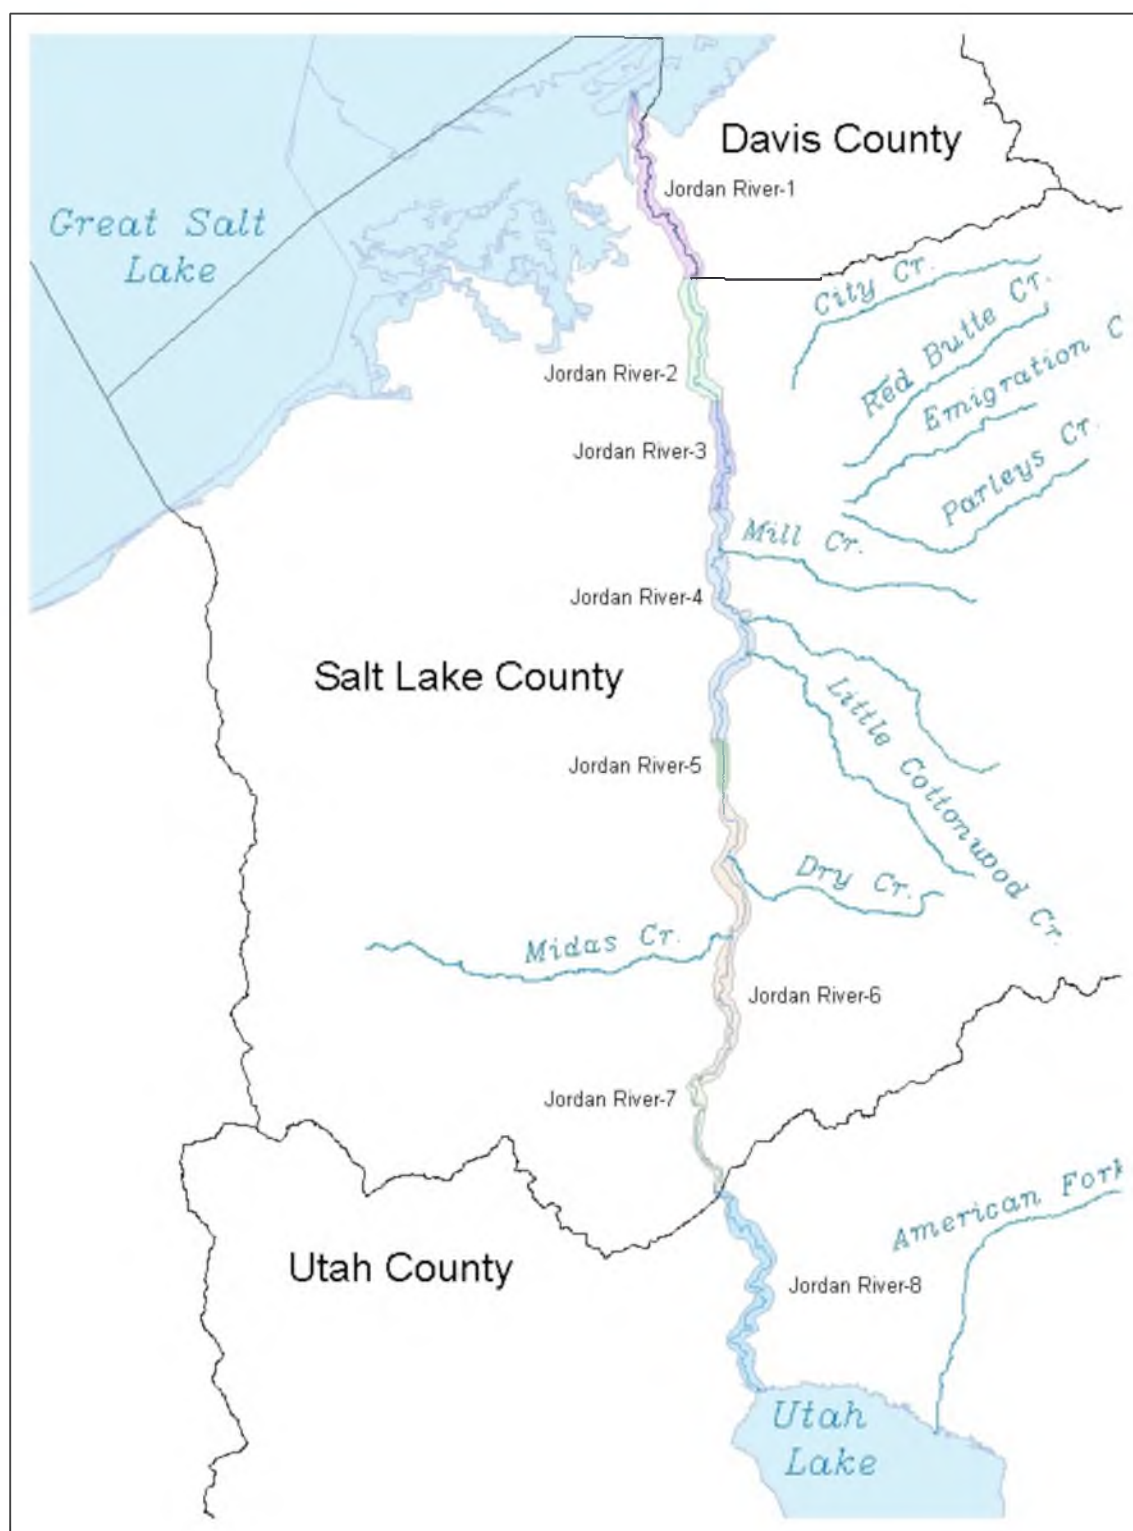 Davis County
Jordan River-1
Great Salt
Lake
City Cr.
Red Butte Cr.
Emigration C
Jordan River-2
Parleys Cr.
Jordan River-3
Mill Cr.
Jordan River-4
Salt Lake County
Little Cottonwood Cr.
Jordan River-5
Dry Cr.
Midas Cr.
Jordan River-6
Jordan River-7
American Fork
Utah County
Jordan River-8
Utah
Lake